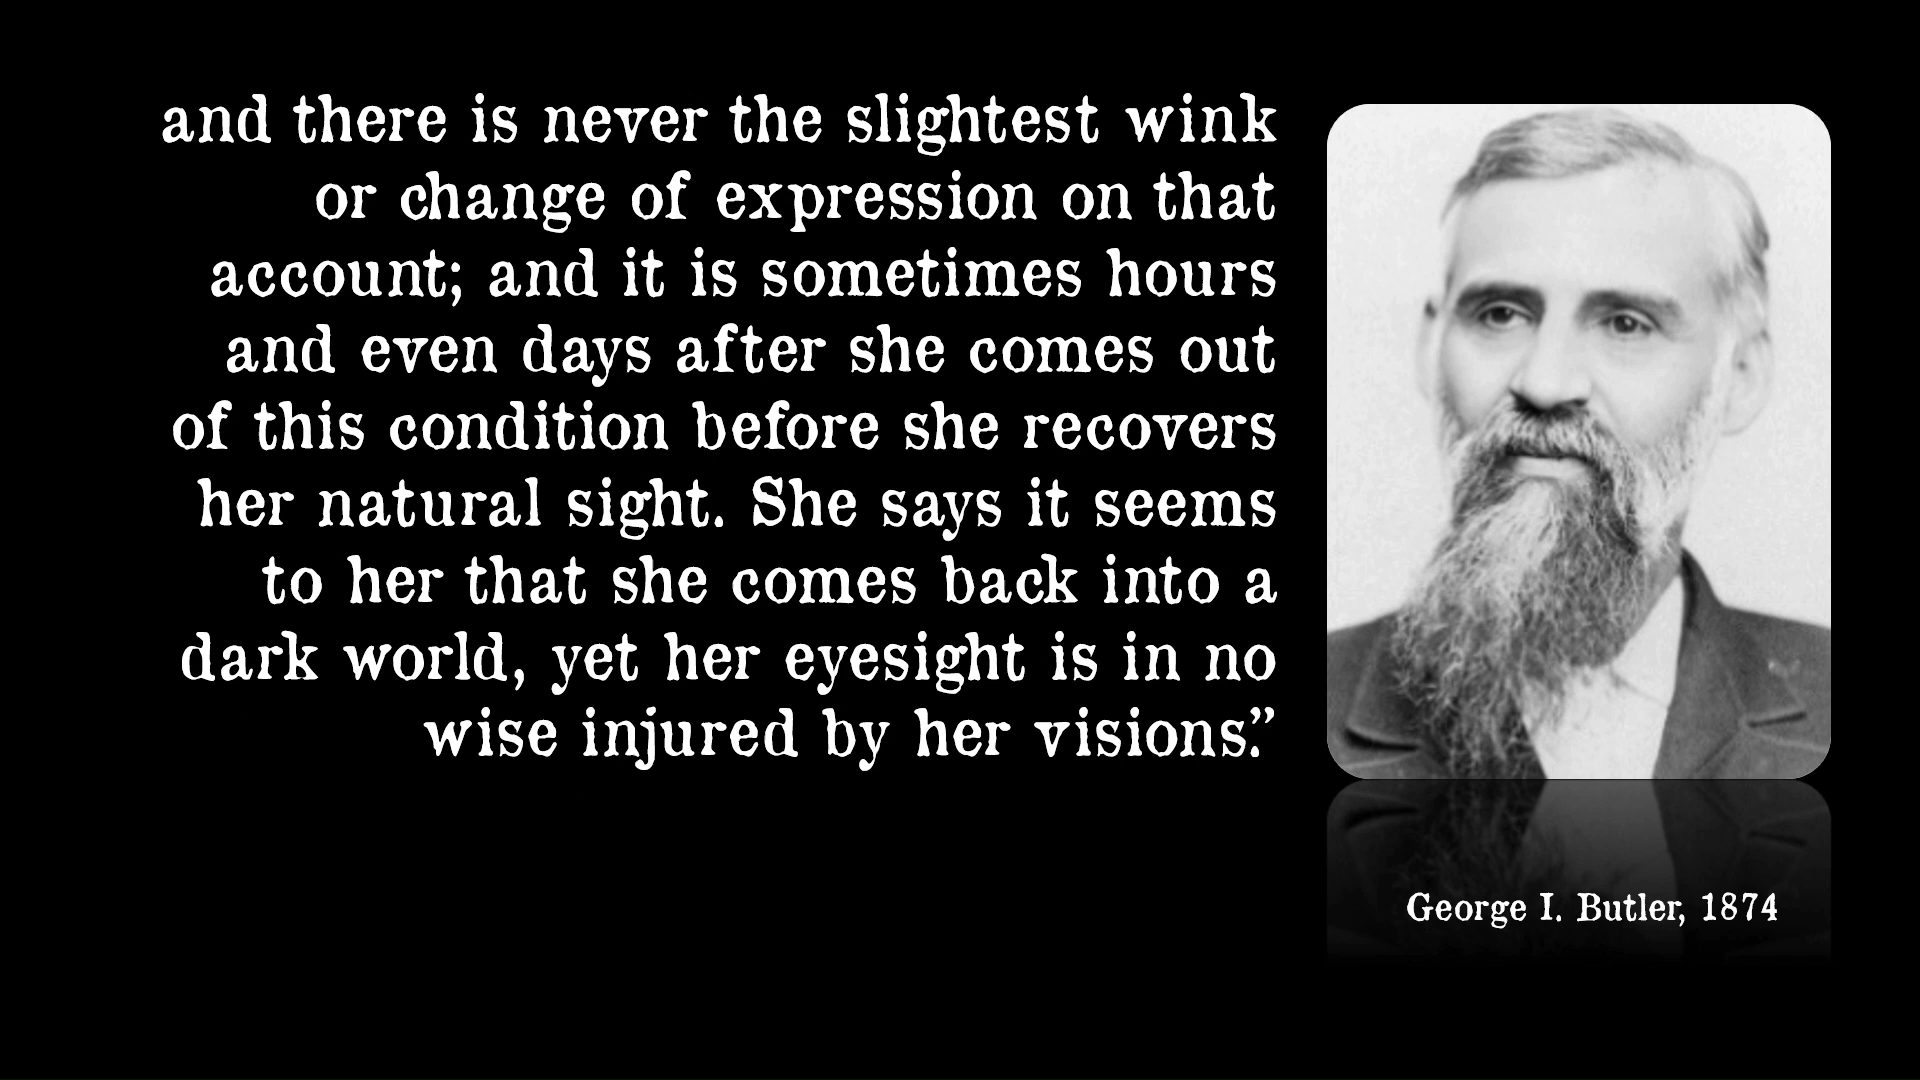 and there is never the slightest wink
or change of expression on that
account; and it is sometimes hours
and even days after she comes out
of this condition before she recovers
her natural sight. She says it seems
to her that she comes back into a
dark world, yet her eyesight is in no
wise injured by her visions.”
George I. Butler, 1874